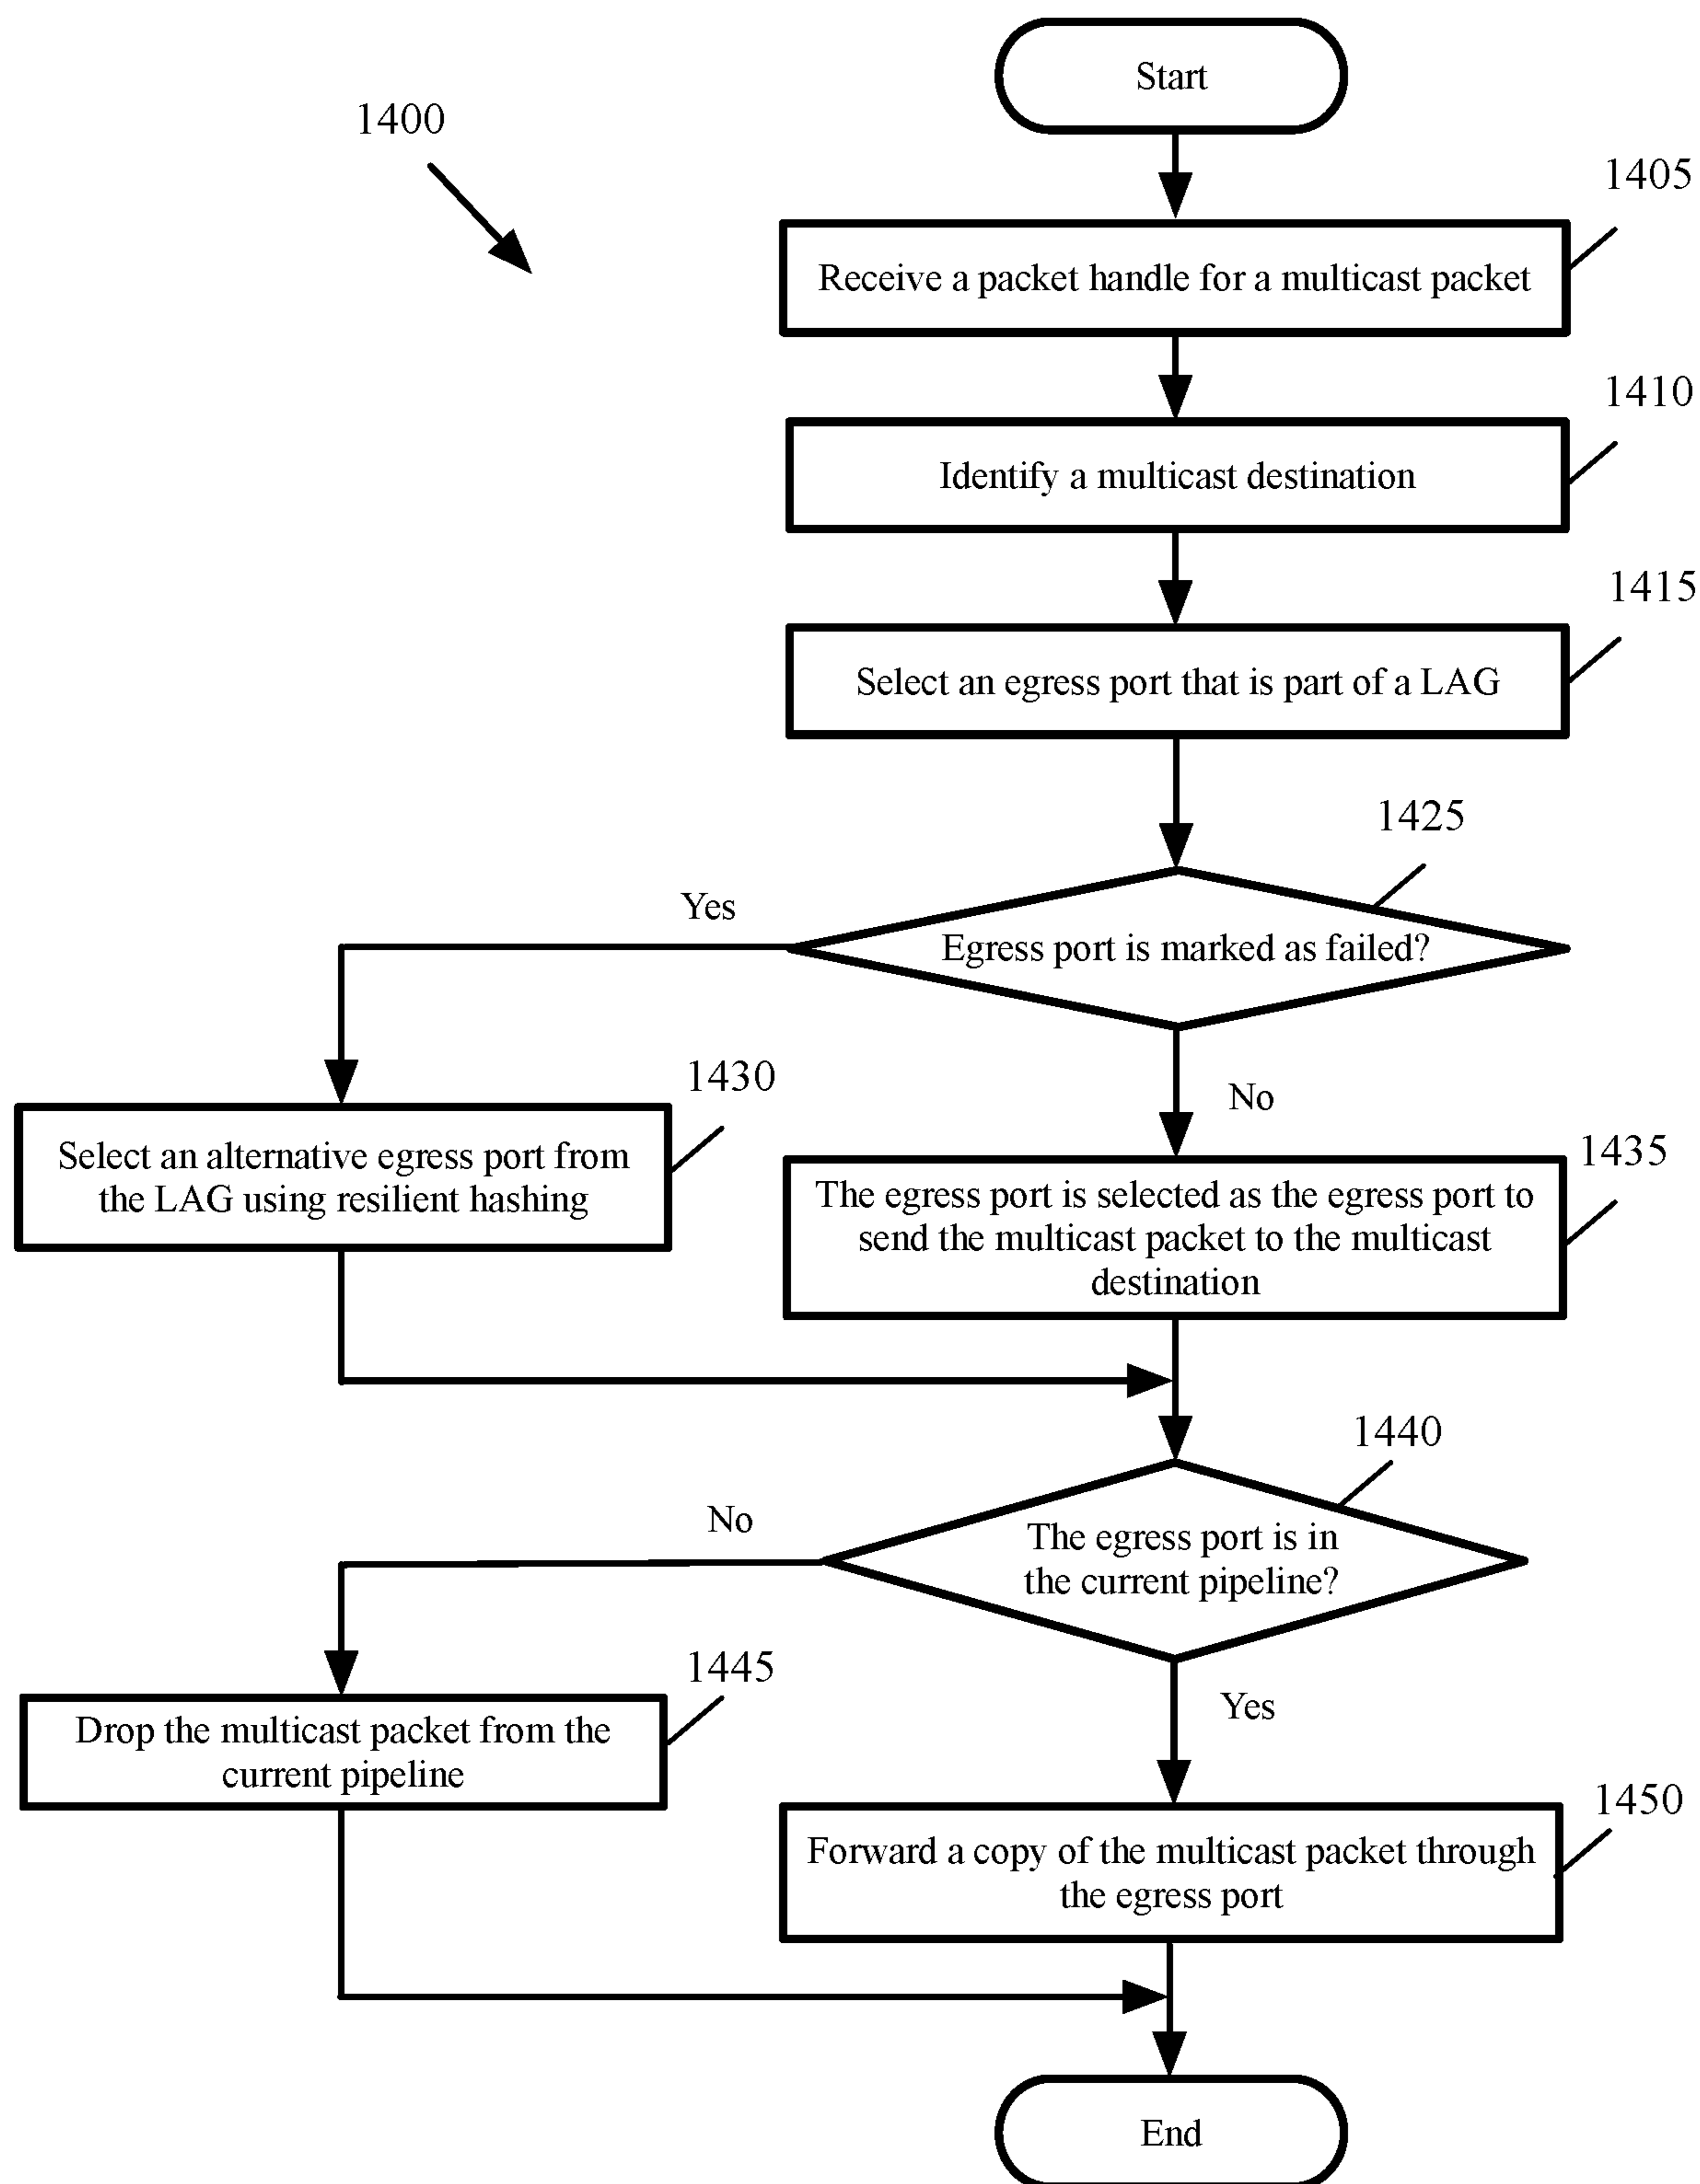 Start
1400
1405
Receive a packet handle for a multicast packet
1410
Identify a multicast destination
1415
Select an egress port that is part of a LAG
1425
Yes
Egress port is marked as failed?
1430
No
Select an alternative egress port from
the LAG using resilient hashing
1435
The egress port is selected as the egress port to
send the multicast packet to the multicast
destination
1440
No
The egress port is in
the current pipeline?
1445
Yes
Drop the multicast packet from the
current pipeline
1450
Forward a copy of the multicast packet through
the egress port
End